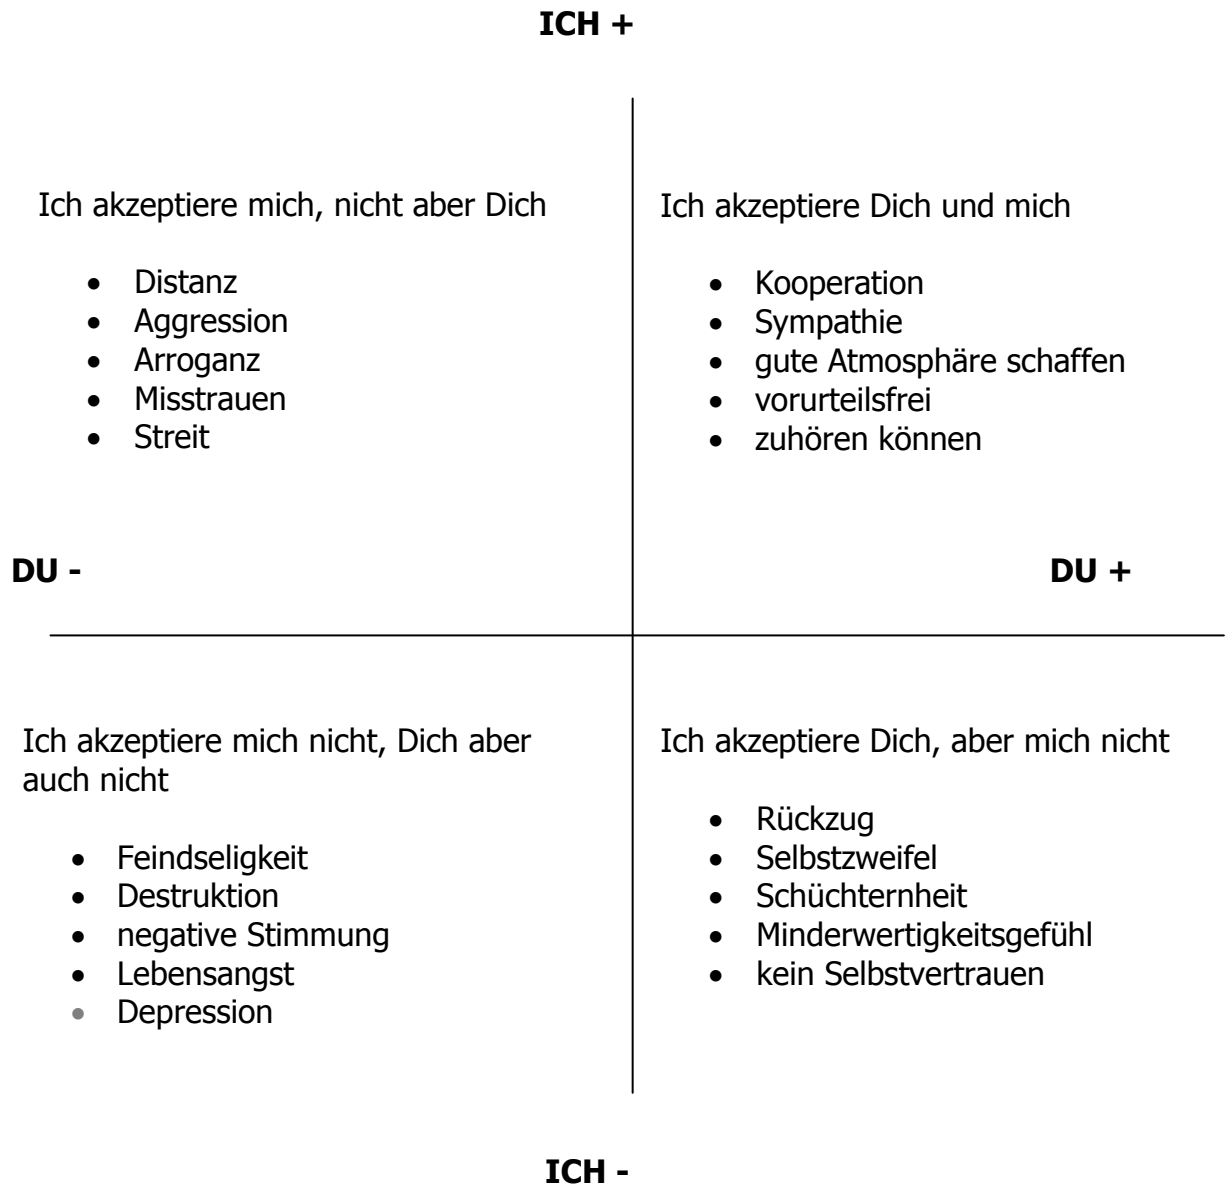 ICH +
Ich akzeptiere mich, nicht aber Dich
• Distanz
• Aggression
• Arroganz
• Misstrauen
• Streit
Ich akzeptiere Dich und mich
• Kooperation
• Sympathie
• gute Atmosphäre schaffen
• vorurteilsfrei
• zuhören können
DU -
DU +
Ich akzeptiere mich nicht, Dich aber
auch nicht
• Feindseligkeit
• Destruktion
• negative Stimmung
• Lebensangst
• Depression
Ich akzeptiere Dich, aber mich nicht
• Rückzug
• Selbstzweifel
• Schüchternheit
• Minderwertigkeitsgefühl
• kein Selbstvertrauen
ICH -